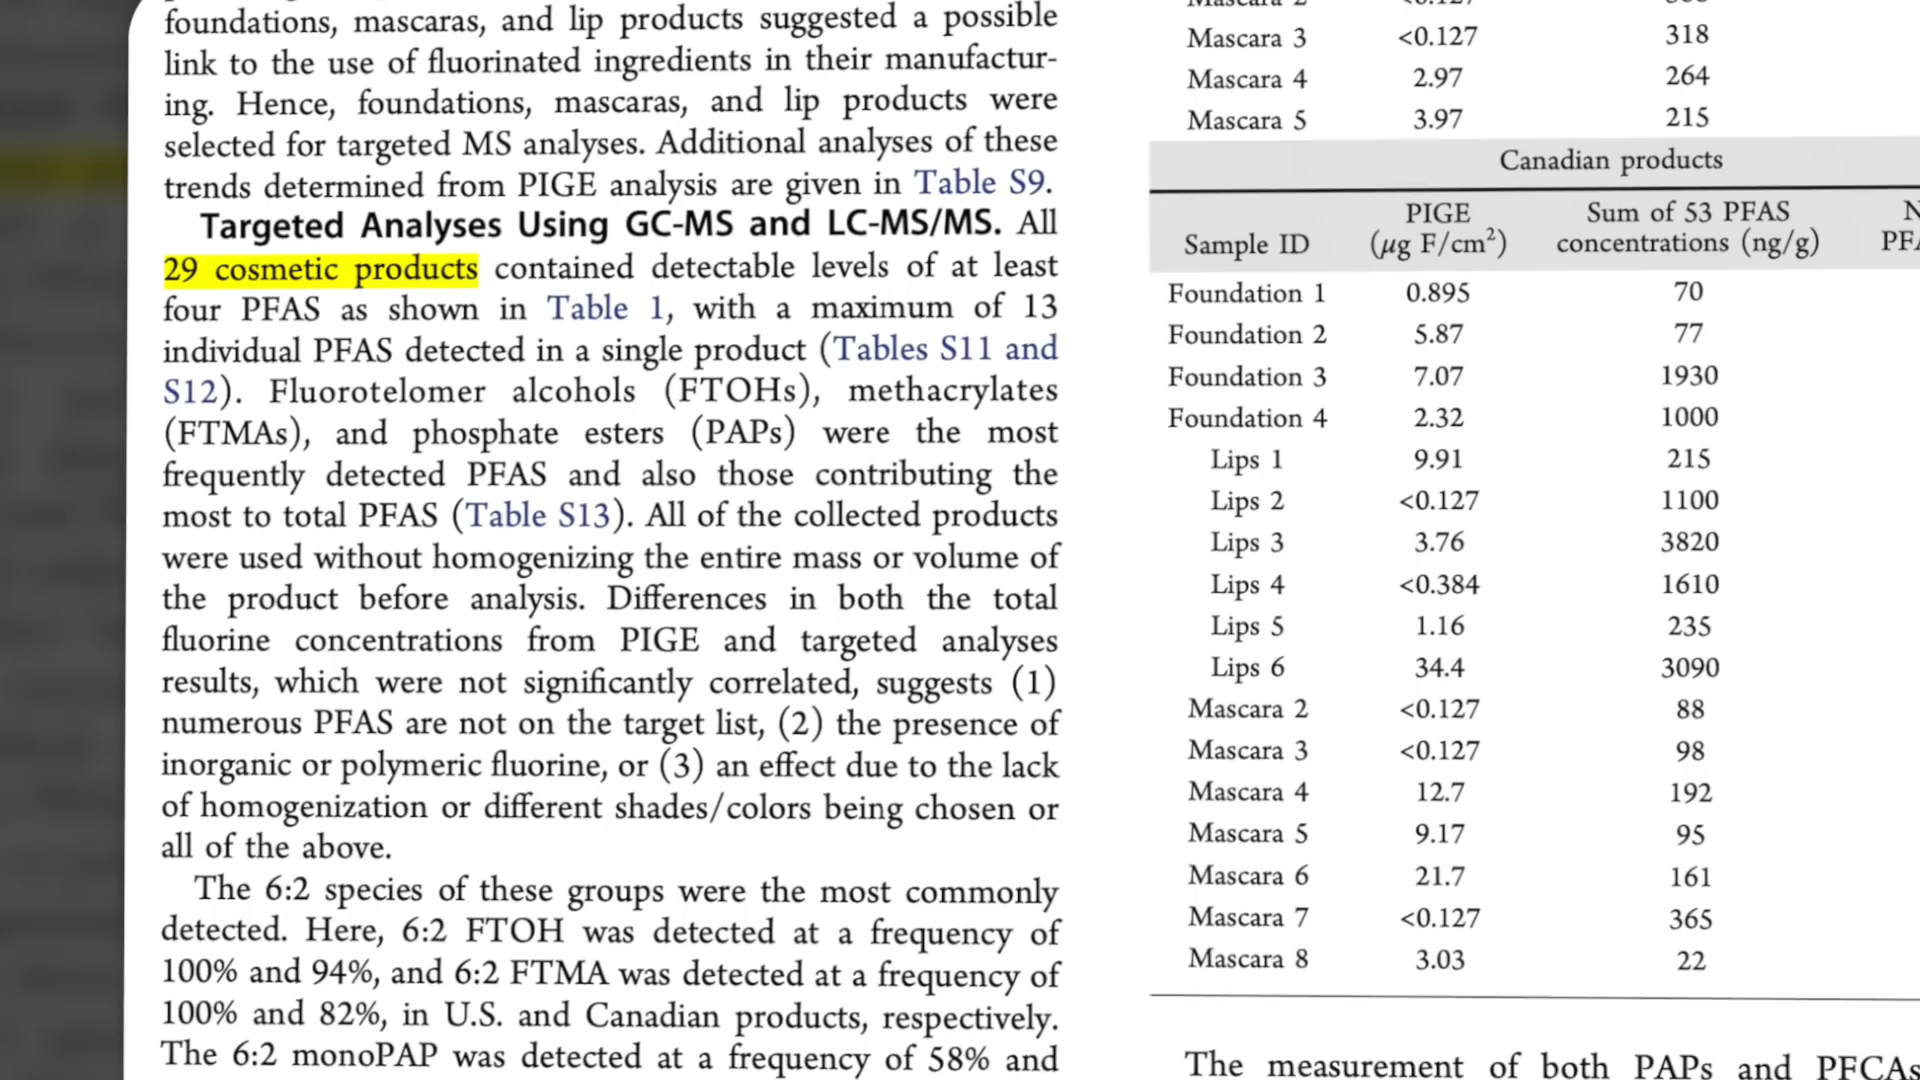 foundations, mascaras, and lip products suggested a possible
link to the use of fluorinated ingredients in their manufactur-
ing. Hence, foundations, mascaras, and lip products were
selected for targeted MS analyses. Additional analyses of these
trends determined from PIGE analysis are given in Table S9.
Targeted Analyses Using GC-MS and LC-MS/MS. All
29 cosmetic products contained detectable levels of at least
four PFAS as shown in Table 1, with a maximum of 13
individual PFAS detected in a single product (Tables S11 and
S12). Fluorotelomer alcohols (FTOHs), methacrylates
(FTMAs), and phosphate esters (PAPs) were the most
frequently detected PFAS and also those contributing the
most to total PFAS (Table S13). All of the collected products
were used without homogenizing the entire mass or volume of
the product before analysis. Differences in both the total
fluorine concentrations from PIGE and targeted analyses
results, which were not significantly correlated, suggests (1)
numerous PFAS are not on the target list, (2) the presence of
inorganic or polymeric fluorine, or (3) an effect due to the lack
of homogenization or different shades/colors being chosen or
all of the above.
The 6:2 species of these groups were the most commonly
detected. Here, 6:2 FTOH was detected at a frequency of
100% and 94%, and 6:2 FTMA was detected at a frequency of
100% and 82%, in U.S. and Canadian products, respectively.
The 6:2 monoPAP was detected at a frequency of 58% and
Mascara 3 <0.127 318
Mascara 4 2.97 264
Mascara 5 3.97 215
Canadian products
PIGE Sum of 53 PFAS
Sample ID (μg F/cm²) concentrations (ng/g)
Foundation 1 0.895 70
Foundation 2 5.87 77
Foundation 3 7.07 1930
Foundation 4 2.32 1000
Lips 1 9.91 215
Lips 2 <0.127 1100
Lips 3 3.76 3820
Lips 4 <0.384 1610
Lips 5 1.16 235
Lips 6 34.4 3090
Mascara 2 <0.127 88
Mascara 3 <0.127 98
Mascara 4 12.7 192
Mascara 5 9.17 95
Mascara 6 21.7 161
Mascara 7 <0.127 365
Mascara 8 3.03 22
The measurement of both PAPs and PFCAs